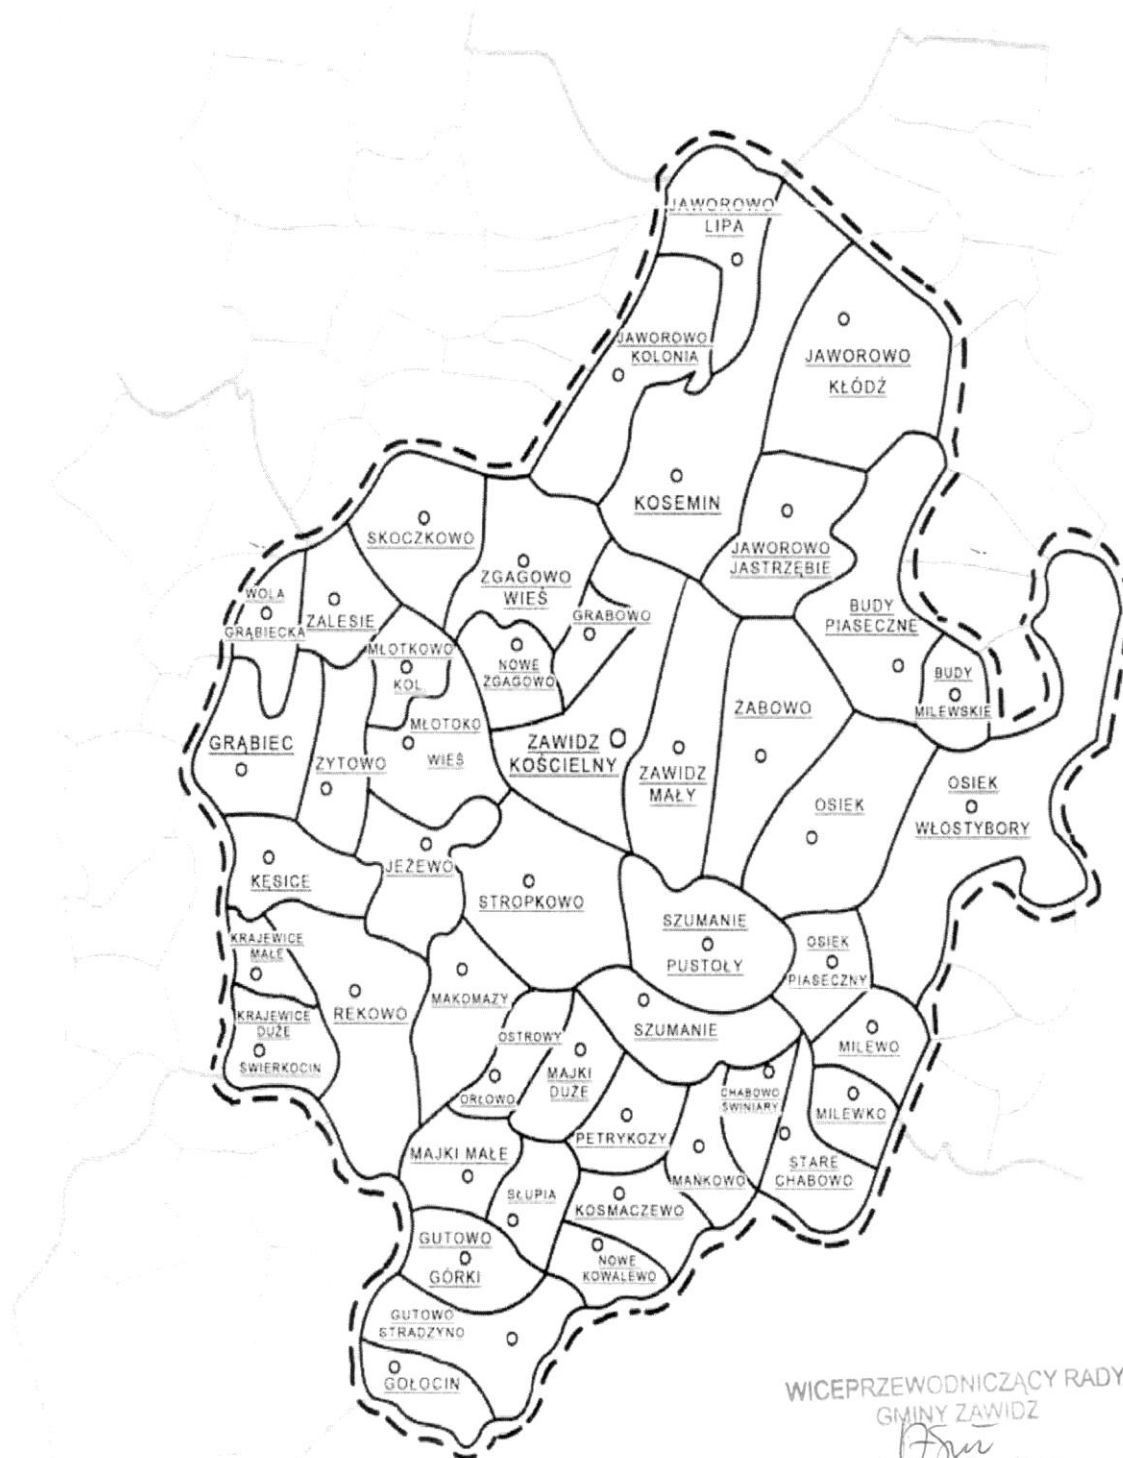 JAWOROWO
LIPA
JAWOROWO
KOLONIA
JAWOROWO
KŁÓDŹ
KOSEMIN
SKOCZKOWO
JAWOROWO
JASTRZĘBIE
ZGAGOWO
WIEŚ
WOLA
GRĄBIECKA
ZALESIE
GRABOWO
BUDY
PIASECZNE
MŁOTKOWO
KOL
NOWE
ZGAGOWO
BUDY
MILEWSKIE
MŁOTOKO
WIEŚ
ŻABOWO
GRĄBIEC
ZAWIDZ
KOŚCIELNY
ZYTOWO
ZAWIDZ
MAŁY
OSIEK
WŁOSTYBORY
OSIEK
JEŻEWO
KĘSICE
STROPKOWO
SZUMANIE
PUSTOŁY
OSIEK
PIASECZNY
KRAJEWICE
MAŁE
REKOWO
MAKOMAZY
KRAJEWICE
DUŻE
ŚWIERKOCIN
SZUMANIE
OSTROWY
MILEWO
MAJKI
DUŻE
ORŁOWO
CHABOWO
ŚWINIARY
MILEWKO
PETRYKOZY
MAJKI MAŁE
STARE
CHABOWO
MAŃKOWO
SŁUPIA
KOSMACZEWO
GUTOWO
GÓRKI
NOWE
KOWALEWO
GUTOWO
STRADZYNO
GOŁOCIN
WICEPRZEWODNICZĄCY RADY
GMINY ZAWIDZ